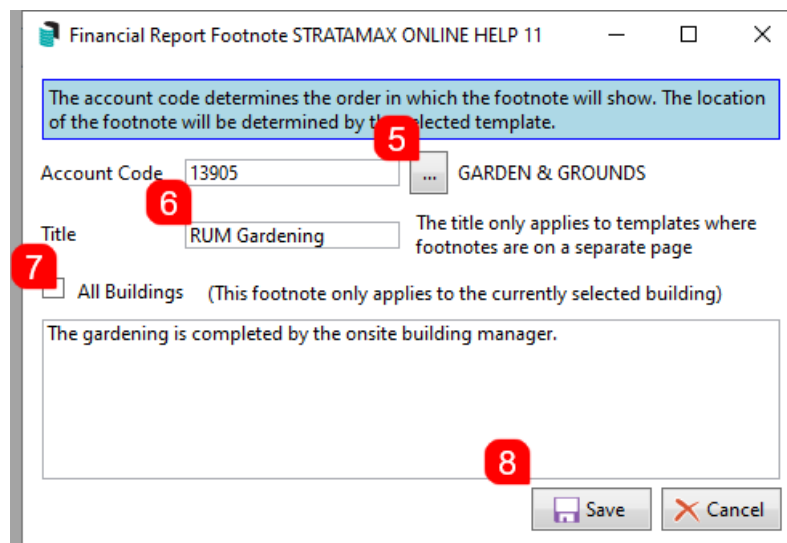 Financial Report Footnote STRATAMAX ONLINE HELP 11
The account code determines the order in which the footnote will show. The location
of the footnote will be determined by selected template.
5
Account Code 13905 ... GARDEN & GROUNDS
6
Title RUM Gardening The title only applies to templates where
footnotes are on a separate page
7
All Buildings (This footnote only applies to the currently selected building)
The gardening is completed by the onsite building manager.
8
Save Cancel